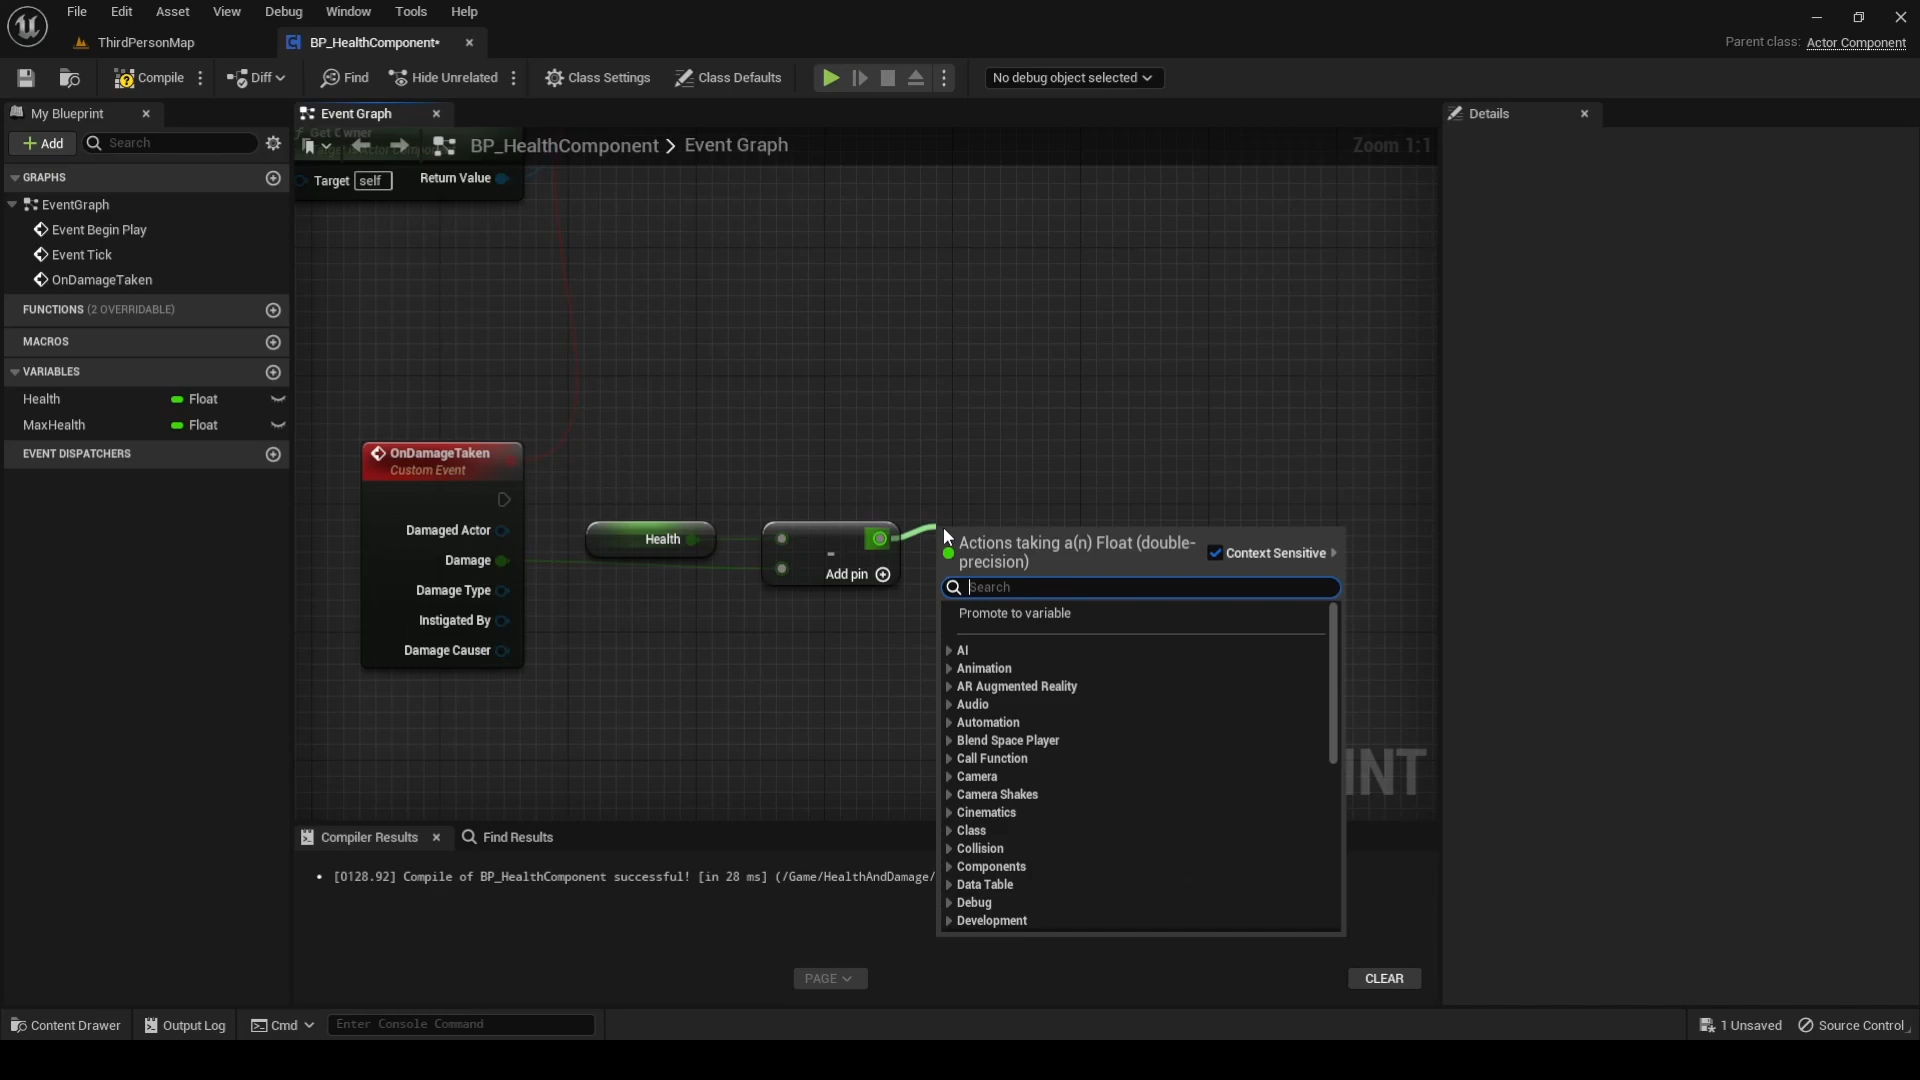 File Edit Asset View Debug Window Tools Help
ThirdPersonMap
BP_HealthComponent*
Parent class: Actor Component
Compile
Diff
Find
Hide Unrelated
Class Settings
Class Defaults
No debug object selected
My Blueprint
Add
Search
GRAPHS
EventGraph
Event Begin Play
Event Tick
OnDamageTaken
FUNCTIONS (2 OVERRIDABLE)
MACROS
VARIABLES
Health Float
MaxHealth Float
EVENT DISPATCHERS
Event Graph
Get Owner
BP_HealthComponent > Event Graph
Zoom 1:1
Target self Return Value
OnDamageTaken
Custom Event
Damaged Actor
Damage
Damage Type
Instigated By
Damage Causer
Health
-
Add pin
Actions taking a(n) Float (double-
precision)
Context Sensitive
Search
Promote to variable
AI
Animation
AR Augmented Reality
Audio
Automation
Blend Space Player
Call Function
Camera
Camera Shakes
Cinematics
Class
Collision
Components
Data Table
Debug
Development
INT
Compiler Results
Find Results
[0128.92] Compile of BP_HealthComponent successful! [in 28 ms] (/Game/HealthAndDamage/
PAGE
CLEAR
Details
Content Drawer
Output Log
Cmd
Enter Console Command
1 Unsaved
Source Control